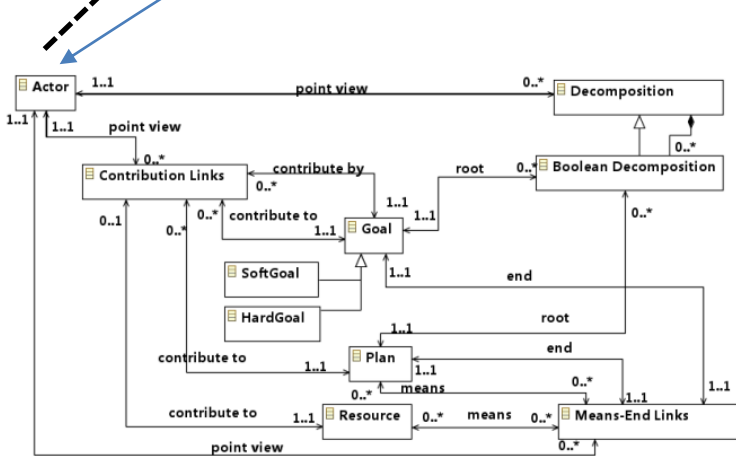 Actor
1..1
point view
0..*
Decomposition
1..1
1..1
point view
0..*
0..*
Contribution Links
contribute by
0..*
root
0..*
Boolean Decomposition
0..1
0..*
0..*
contribute to
1..1
1..1
1..1
Goal
0..*
SoftGoal
1..1
end
HardGoal
root
1..1
contribute to
1..1
Plan
1..1
end
0..*
means
0..*
1..1
1..1
contribute to
1..1
Resource
0..*
means
0..*
Means-End Links
point view
0..*